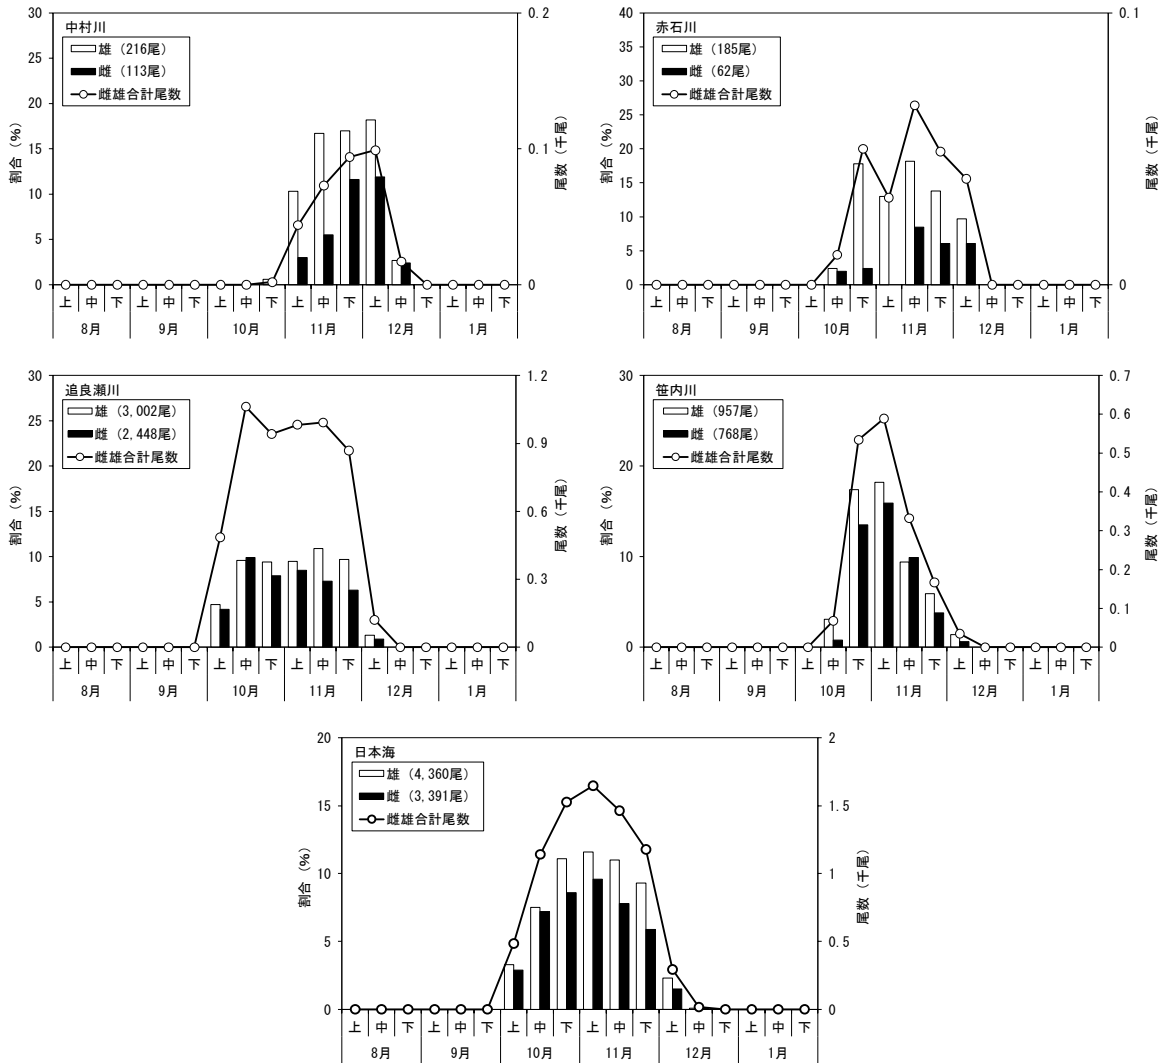 中村川
雄 (216尾)
雌 (113尾)
雌雄合計尾数
割合 (%)
尾数 (千尾)
30
25
20
15
10
5
0
0.2
0.1
0
上 中 下 上 中 下 上 中 下 上 中 下 上 中 下 上 中 下
8月 9月 10月 11月 12月 1月
赤石川
雄 (185尾)
雌 (62尾)
雌雄合計尾数
割合 (%)
尾数 (千尾)
40
35
30
25
20
15
10
5
0
0.1
0
上 中 下 上 中 下 上 中 下 上 中 下 上 中 下 上 中 下
8月 9月 10月 11月 12月 1月
追良瀬川
雄 (3,002尾)
雌 (2,448尾)
雌雄合計尾数
割合 (%)
尾数 (千尾)
30
25
20
15
10
5
0
1.2
0.9
0.6
0.3
0
上 中 下 上 中 下 上 中 下 上 中 下 上 中 下 上 中 下
8月 9月 10月 11月 12月 1月
笹内川
雄 (957尾)
雌 (768尾)
雌雄合計尾数
割合 (%)
尾数 (千尾)
30
20
10
0
0.7
0.6
0.5
0.4
0.3
0.2
0.1
0
上 中 下 上 中 下 上 中 下 上 中 下 上 中 下 上 中 下
8月 9月 10月 11月 12月 1月
日本海
雄 (4,360尾)
雌 (3,391尾)
雌雄合計尾数
割合 (%)
尾数 (千尾)
20
15
10
5
0
2
1.5
1
0.5
0
上 中 下 上 中 下 上 中 下 上 中 下 上 中 下 上 中 下
8月 9月 10月 11月 12月 1月